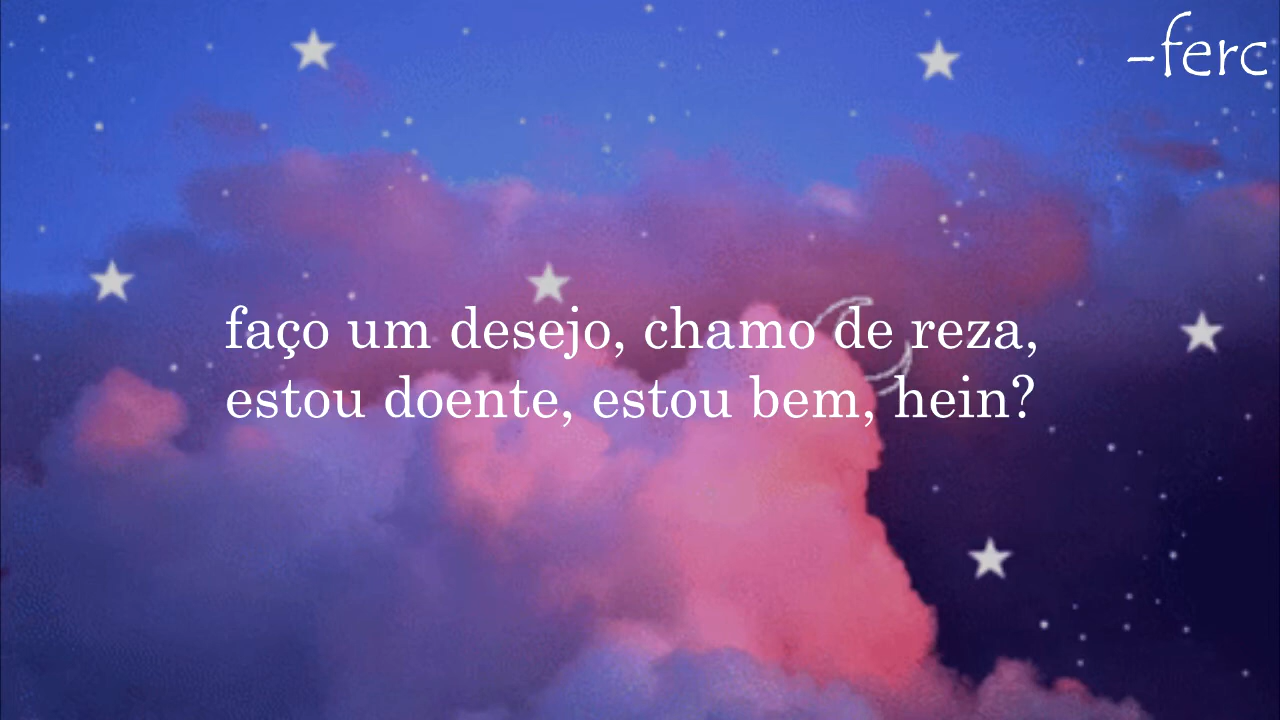 -ferc
faço um desejo, chamo de reza,
estou doente, estou bem, hein?